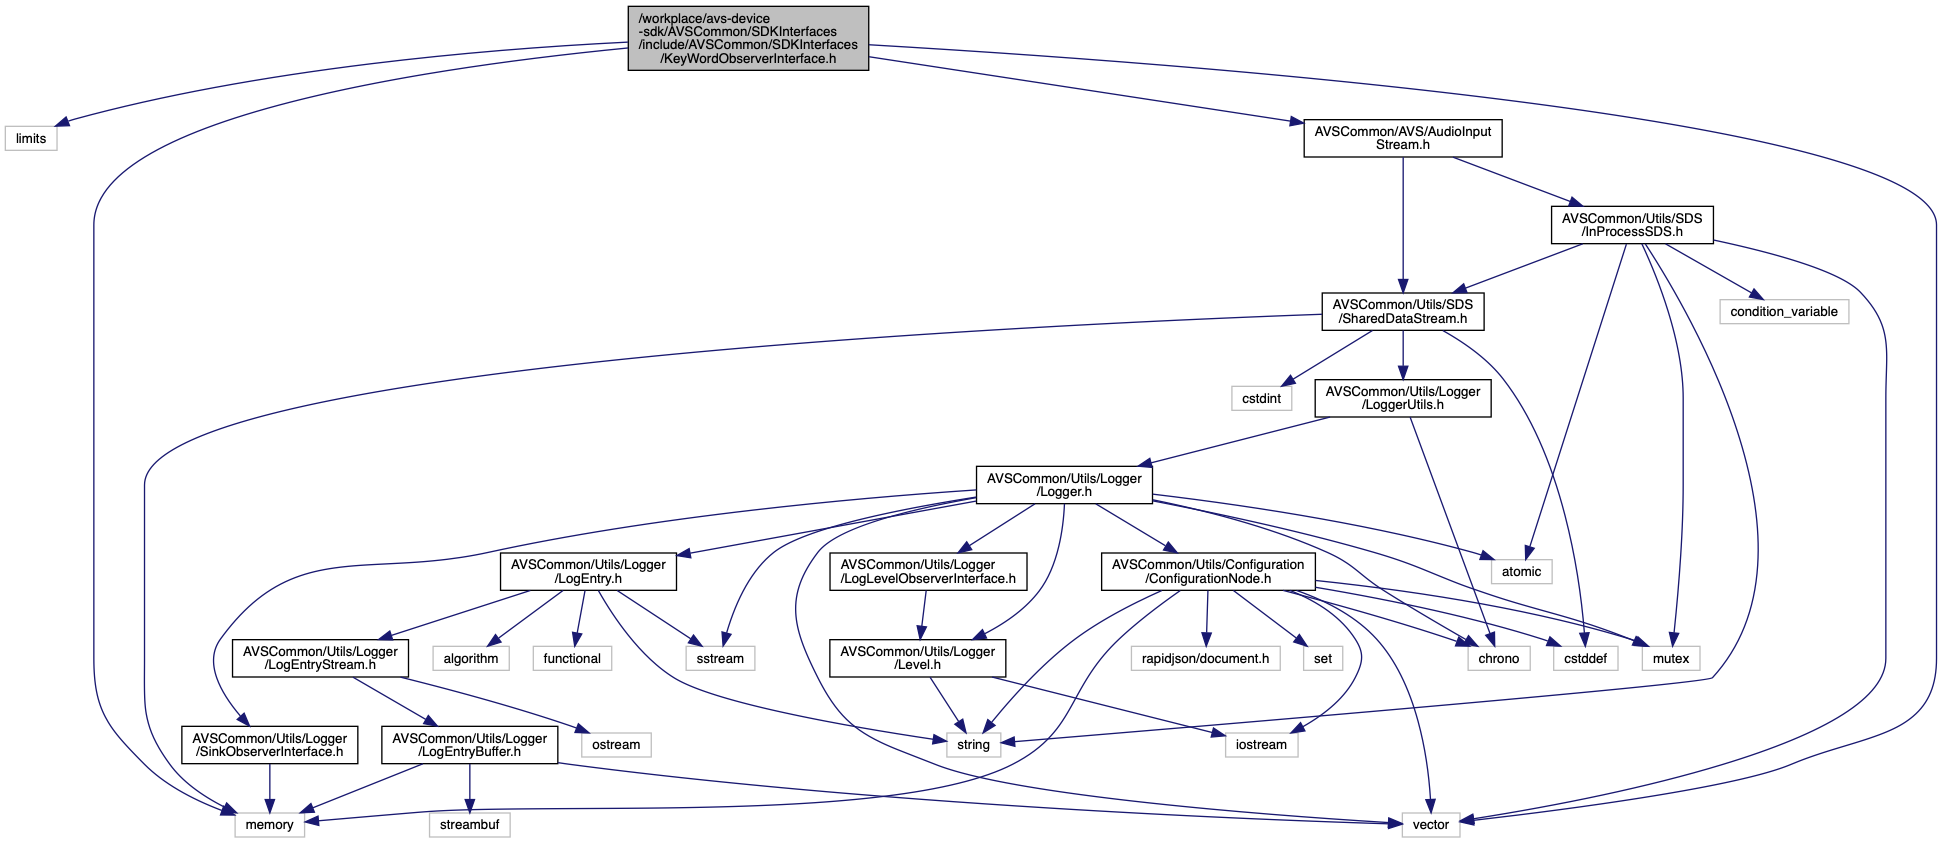 /workplace/avs-device
-sdk/AVSCommon/SDKInterfaces
/include/AVSCommon/SDKInterfaces
/KeyWordObserverInterface.h
limits
AVSCommon/AVS/AudioInput
Stream.h
AVSCommon/Utils/SDS
/InProcessSDS.h
AVSCommon/Utils/SDS
/SharedDataStream.h
condition_variable
cstdint
AVSCommon/Utils/Logger
/LoggerUtils.h
AVSCommon/Utils/Logger
/Logger.h
AVSCommon/Utils/Logger
/LogEntry.h
AVSCommon/Utils/Logger
/LogLevelObserverInterface.h
AVSCommon/Utils/Configuration
/ConfigurationNode.h
atomic
AVSCommon/Utils/Logger
/LogEntryStream.h
algorithm
functional
sstream
AVSCommon/Utils/Logger
/Level.h
rapidjson/document.h
set
chrono
cstddef
mutex
AVSCommon/Utils/Logger
/SinkObserverInterface.h
AVSCommon/Utils/Logger
/LogEntryBuffer.h
ostream
string
iostream
memory
streambuf
vector